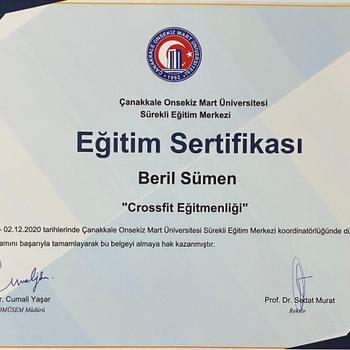 ÇANAKKALE ONSEKİZ MART ÜNİVERSİTESİ
1992
Çanakkale Onsekiz Mart Üniversitesi
Sürekli Eğitim Merkezi
Eğitim Sertifikası
Beril Sümen
"Crossfit Eğitmenliği"
- 02.12.2020 tarihlerinde Çanakkale Onsekiz Mart Üniversitesi Sürekli Eğitim Merkezi koordinatörlüğünde dü
amını başarıyla tamamlayarak bu belgeyi almaya hak kazanmıştır.
r. Cumali Yaşar
OMÜSEM Müdürü
Prof. Dr. Sedat Murat
Rektör